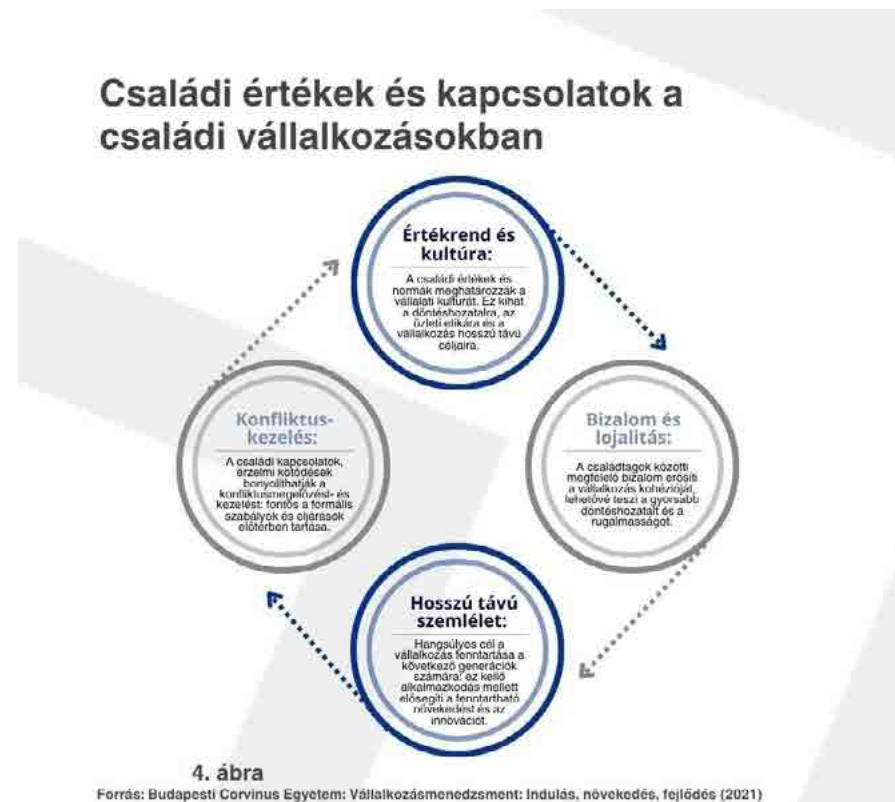 Családi értékek és kapcsolatok a
családi vállalkozásokban
Értékrend és
kultúra:
A családi értékek és
normák meghatározzák a
vállalati kultúrát. Ez kihat
a döntéshozatalra, az
üzleti etikára és a
vállalkozás hosszú távú
céljaira.
Konfliktus-
kezelés:
A családi kapcsolatok,
érzelmi kötődések
bonyolíthatják a
konfliktusmegelőzést- és
kezelést: fontos a formális
szabályok és eljárások
előtérben tartása.
Bizalom és
lojalitás:
A családtagok közötti
megfelelő bizalom erősíti
a vállalkozás kohézióját,
lehetővé teszi a gyorsabb
döntéshozatalt és a
rugalmasságot.
Hosszú távú
szemlélet:
Hangsúlyos cél a
vállalkozás fenntartása a
következő generációk
számára: ez kellő
alkalmazkodás mellett
elősegíti a fenntartható
növekedést és az
innovációt.
4. ábra
Forrás: Budapesti Corvinus Egyetem: Vállalkozásmenedzsment: Indulás, növekedés, fejlődés (2021)